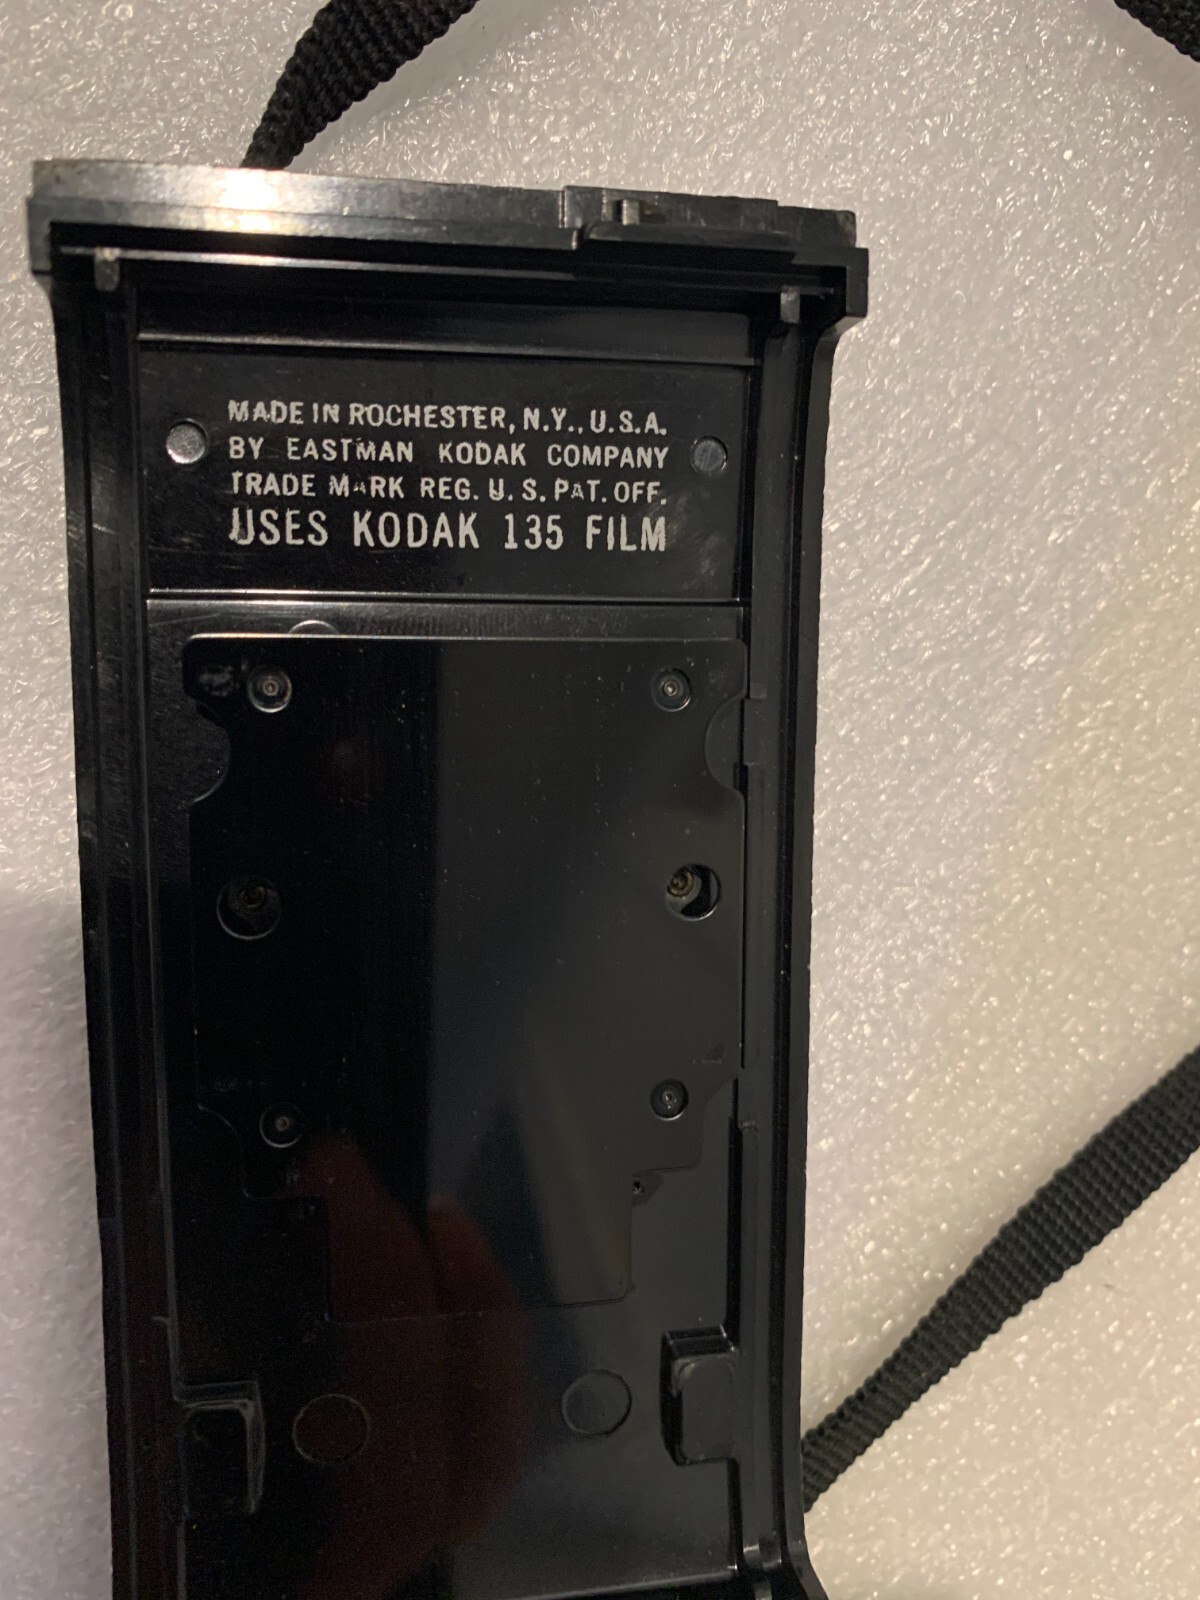 MADE IN ROCHESTER, N.Y., U.S.A.
BY EASTMAN KODAK COMPANY
TRADE MARK REG. U.S. PAT. OFF.
USES KODAK 135 FILM